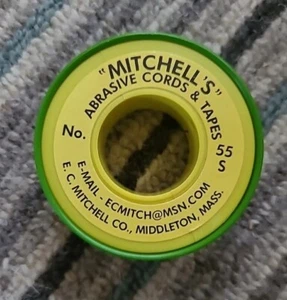 "MITCHELL'S"
ABRASIVE CORDS & TAPES
No. 55 S
E-MAIL - ECMITCH@MSN.COM
E. C. MITCHELL CO., MIDDLETON, MASS.